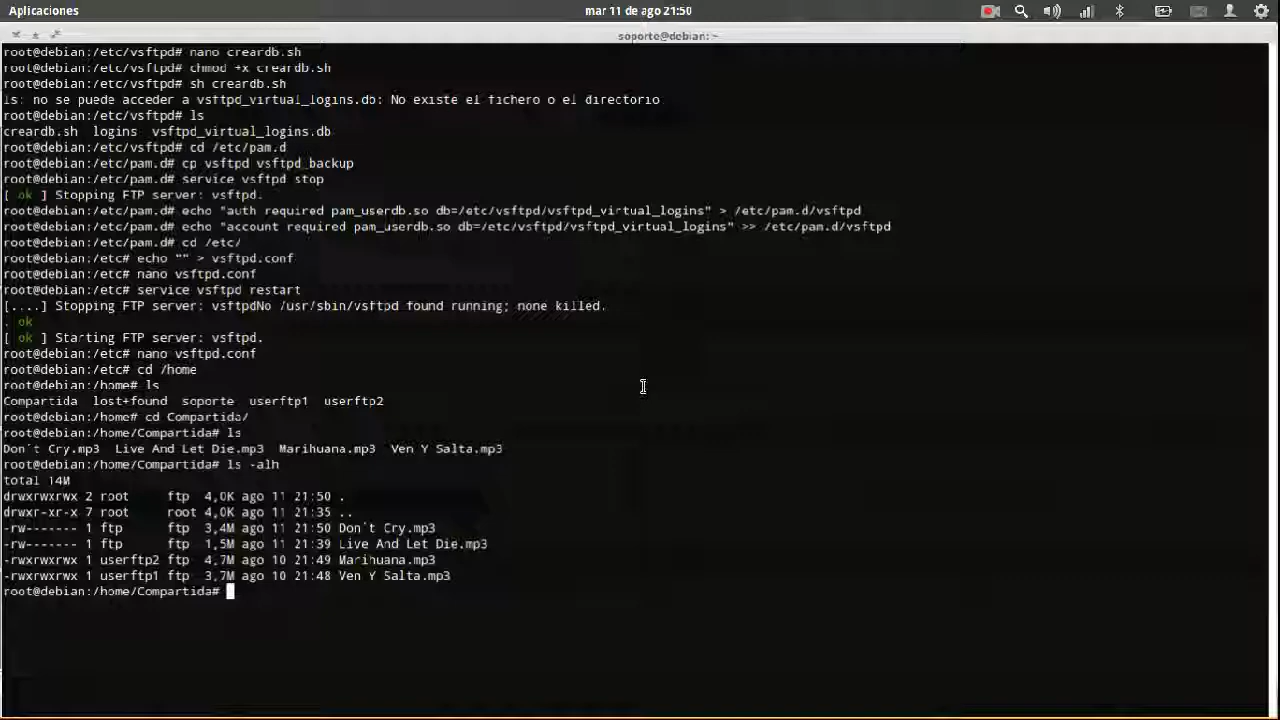 Aplicaciones
mar 11 de ago 21:50
soporte@debian: ~
root@debian:/etc/vsftpd# nano creardb.sh
root@debian:/etc/vsftpd# chmod +x creardb.sh
root@debian:/etc/vsftpd# sh creardb.sh
ls: no se puede acceder a vsftpd_virtual_logins.db: No existe el fichero o el directorio
root@debian:/etc/vsftpd# ls
creardb.sh  logins  vsftpd_virtual_logins.db
root@debian:/etc/vsftpd# cd /etc/pam.d
root@debian:/etc/pam.d# cp vsftpd vsftpd_backup
root@debian:/etc/pam.d# service vsftpd stop
[ ok ] Stopping FTP server: vsftpd.
root@debian:/etc/pam.d# echo "auth required pam_userdb.so db=/etc/vsftpd/vsftpd_virtual_logins" > /etc/pam.d/vsftpd
root@debian:/etc/pam.d# echo "account required pam_userdb.so db=/etc/vsftpd/vsftpd_virtual_logins" >> /etc/pam.d/vsftpd
root@debian:/etc/pam.d# cd /etc/
root@debian:/etc# echo "" > vsftpd.conf
root@debian:/etc# nano vsftpd.conf
root@debian:/etc# service vsftpd restart
[....] Stopping FTP server: vsftpdNo /usr/sbin/vsftpd found running; none killed.
. ok
[ ok ] Starting FTP server: vsftpd.
root@debian:/etc# nano vsftpd.conf
root@debian:/etc# cd /home
root@debian:/home# ls
Compartida  lost+found  soporte  userftp1  userftp2
root@debian:/home# cd Compartida/
root@debian:/home/Compartida# ls
Don't Cry.mp3  Live And Let Die.mp3  Marihuana.mp3  Ven Y Salta.mp3
root@debian:/home/Compartida# ls -alh
total 14M
drwxrwxrwx 2 root     ftp  4,0K ago 11 21:50 .
drwxr-xr-x 7 root     root 4,0K ago 11 21:35 ..
-rw------- 1 ftp      ftp  3,4M ago 11 21:50 Don't Cry.mp3
-rw------- 1 ftp      ftp  1,5M ago 11 21:39 Live And Let Die.mp3
-rwxrwxrwx 1 userftp2 ftp  4,7M ago 10 21:49 Marihuana.mp3
-rwxrwxrwx 1 userftp1 ftp  3,7M ago 10 21:48 Ven Y Salta.mp3
root@debian:/home/Compartida#